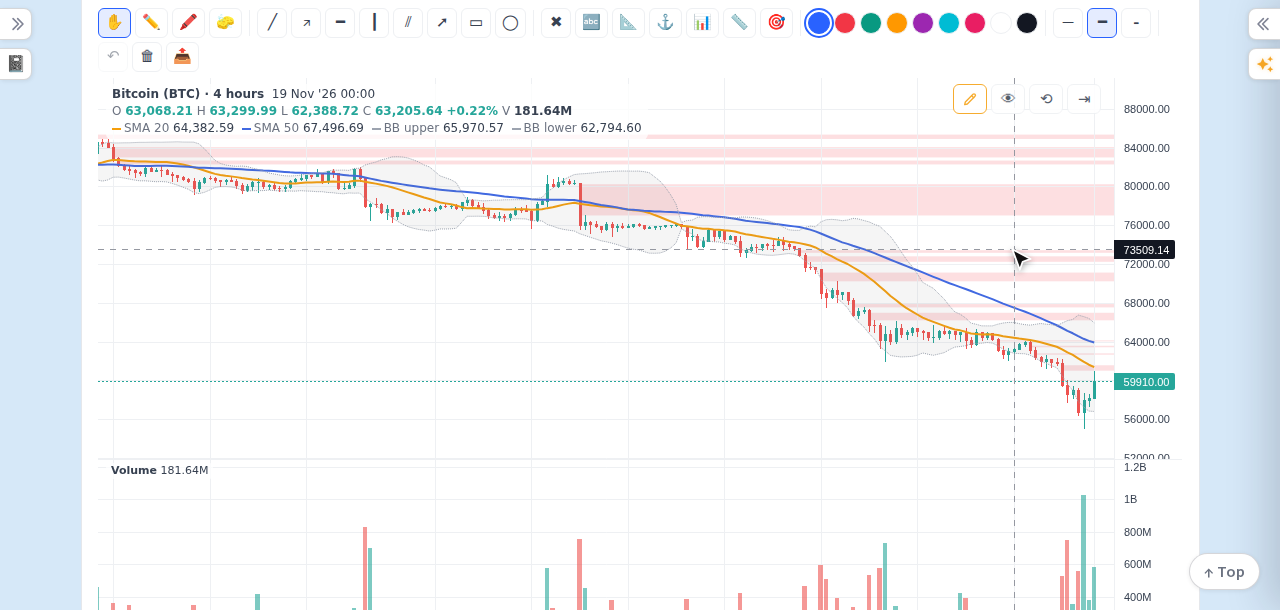 abc
Bitcoin (BTC) · 4 hours 19 Nov '26 00:00
O 63,068.21 H 63,299.99 L 62,388.72 C 63,205.64 +0.22% V 181.64M
SMA 20 64,382.59 SMA 50 67,496.69 BB upper 65,970.57 BB lower 62,794.60
88000.00
84000.00
80000.00
76000.00
73509.14
72000.00
68000.00
64000.00
59910.00
56000.00
52000.00
Volume 181.64M
1.2B
1B
800M
600M
400M
↑ Top